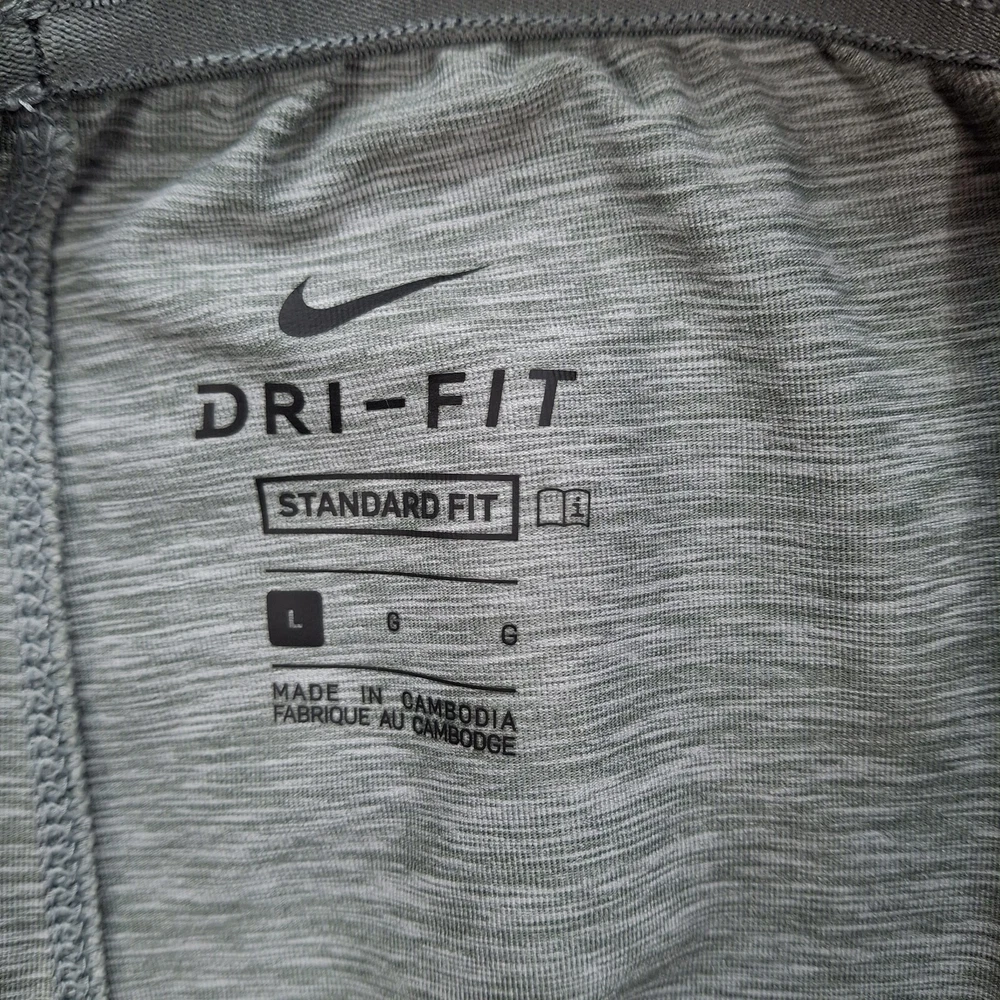 DRI-FIT
STANDARD FIT i
L G G
MADE IN CAMBODIA
FABRIQUE AU CAMBODGE